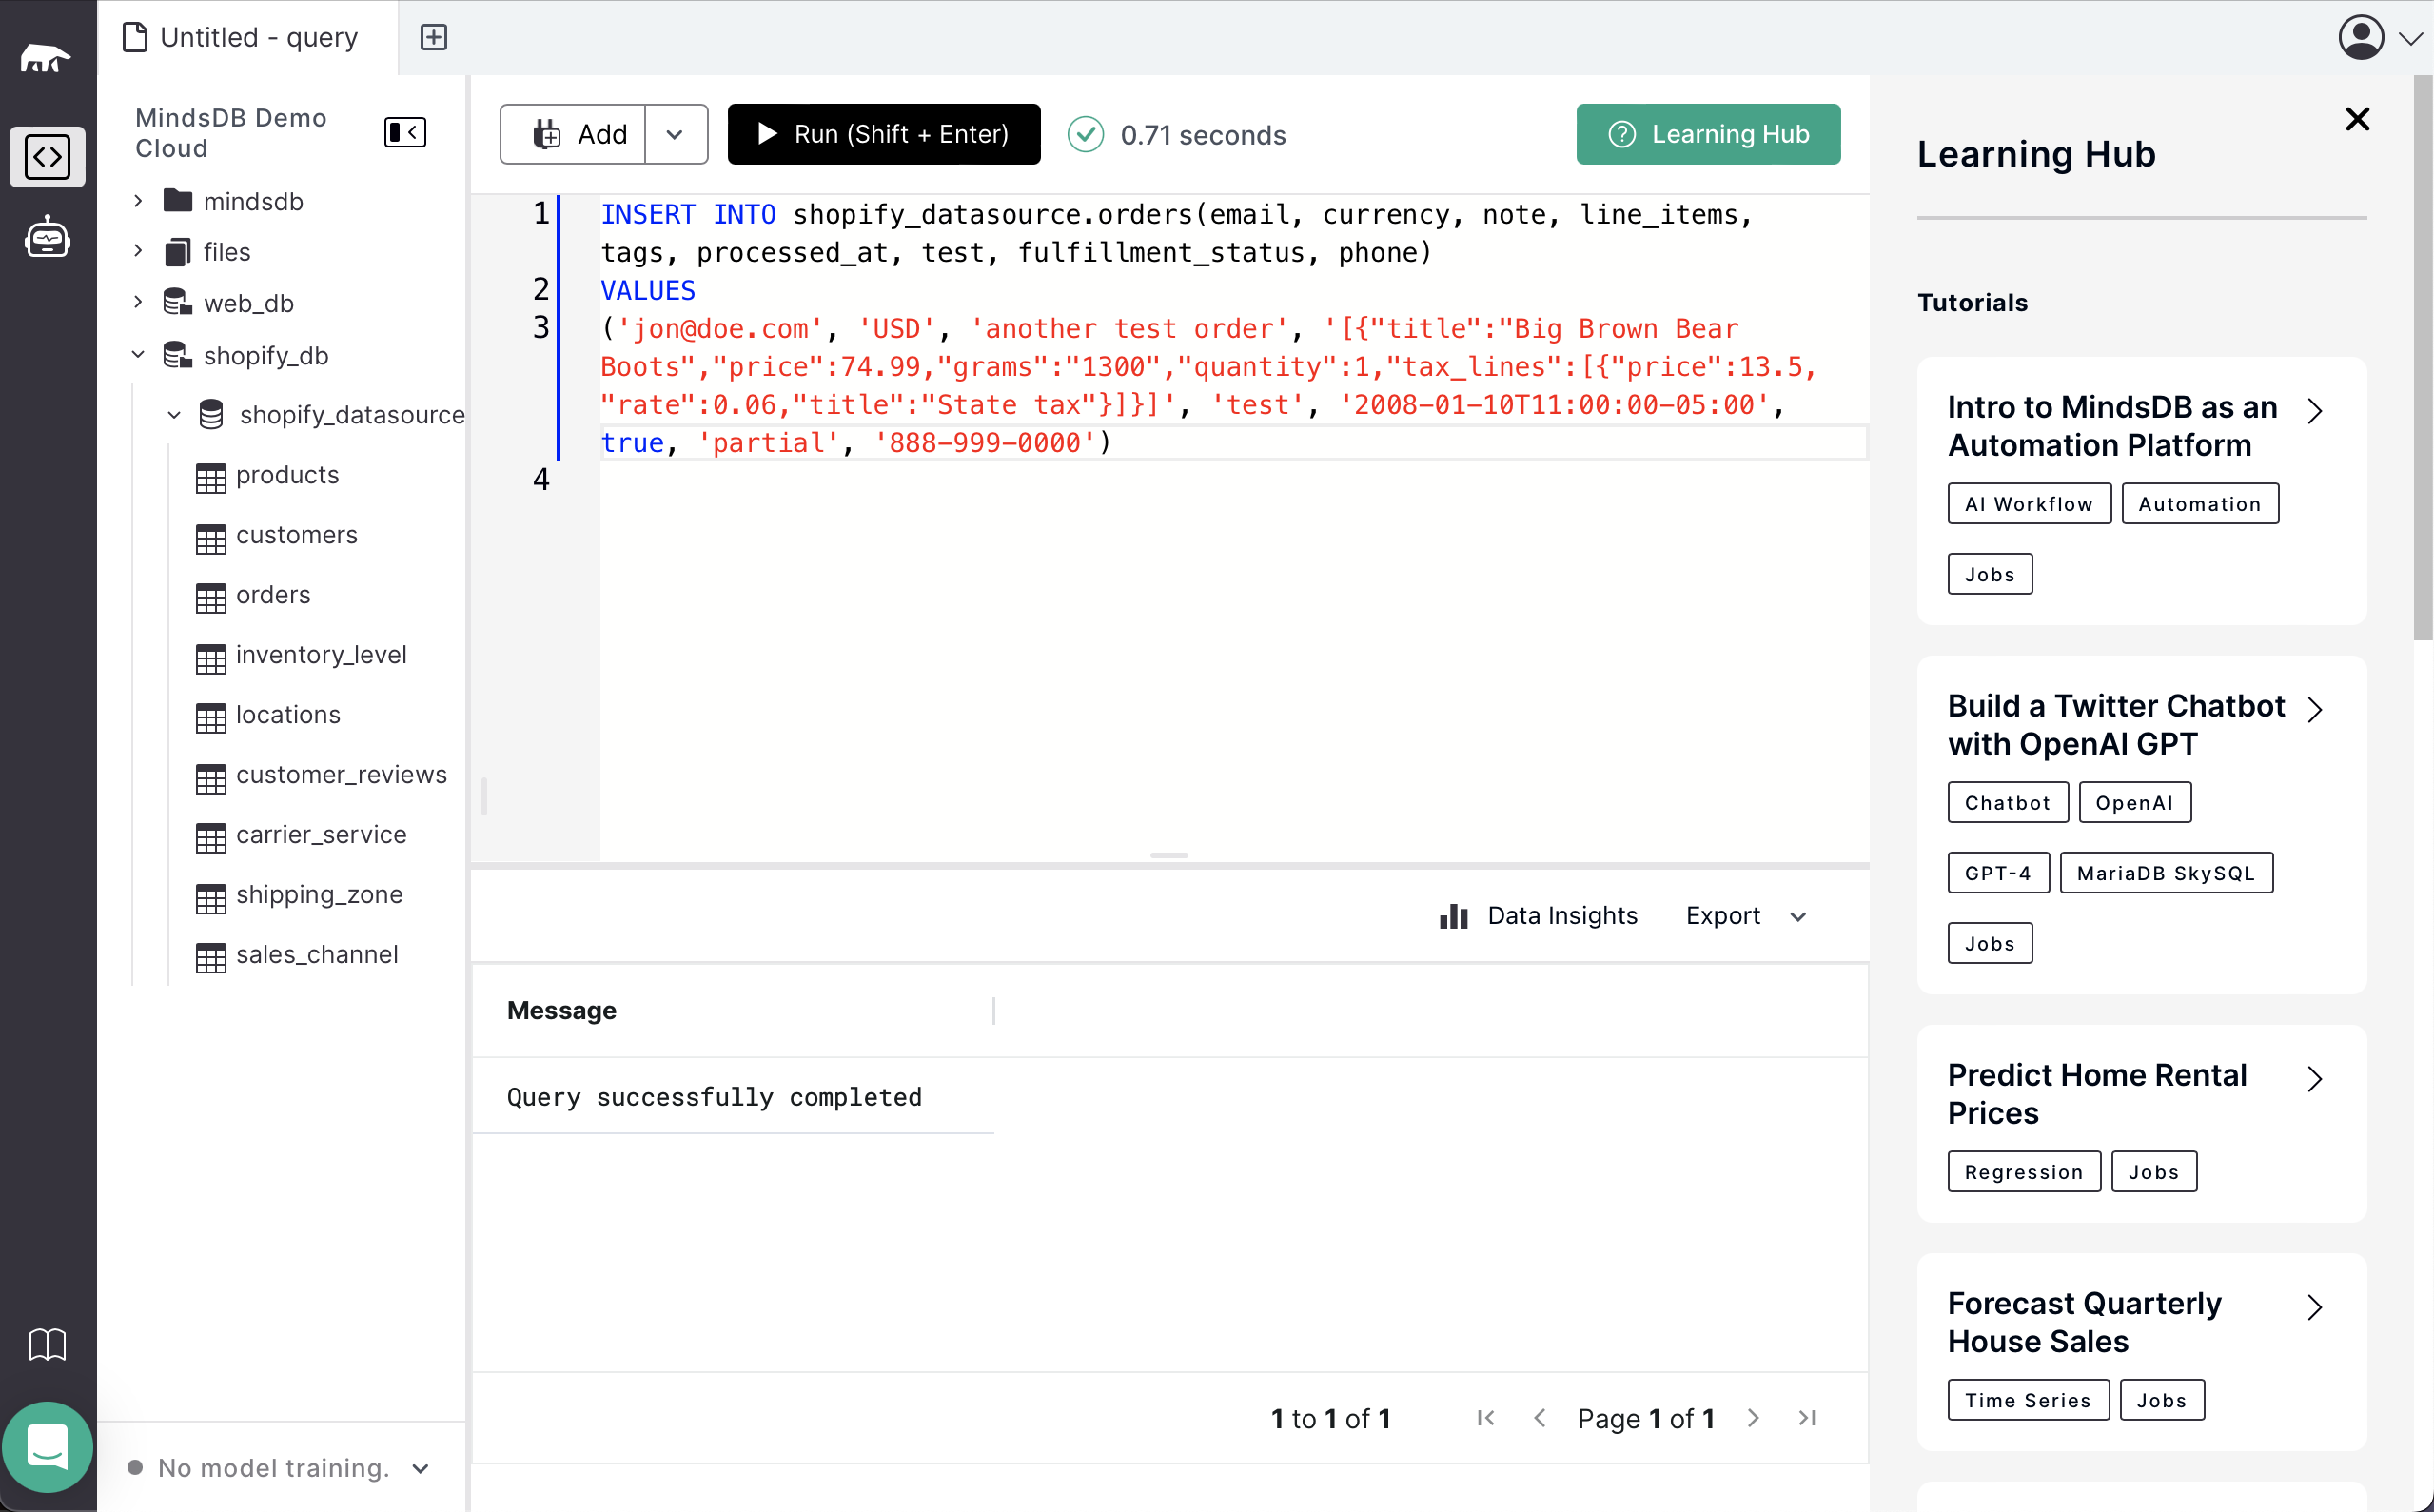 Untitled - query
MindsDB Demo
Cloud
mindsdb
files
web_db
shopify_db
shopify_datasource
products
customers
orders
inventory_level
locations
customer_reviews
carrier_service
shipping_zone
sales_channel
No model training.
Add
Run (Shift + Enter)
0.71 seconds
Learning Hub
1 INSERT INTO shopify_datasource.orders(email, currency, note, line_items,
tags, processed_at, test, fulfillment_status, phone)
2 VALUES
3 ('jon@doe.com', 'USD', 'another test order', '[{"title":"Big Brown Bear
Boots","price":74.99,"grams":"1300","quantity":1,"tax_lines":[{"price":13.5,
"rate":0.06,"title":"State tax"}]}]', 'test', '2008-01-10T11:00:00-05:00',
true, 'partial', '888-999-0000')
4
Data Insights
Export
Message
Query successfully completed
1 to 1 of 1
Page 1 of 1
Learning Hub
Tutorials
Intro to MindsDB as an
Automation Platform
AI Workflow
Automation
Jobs
Build a Twitter Chatbot
with OpenAI GPT
Chatbot
OpenAI
GPT-4
MariaDB SkySQL
Jobs
Predict Home Rental
Prices
Regression
Jobs
Forecast Quarterly
House Sales
Time Series
Jobs